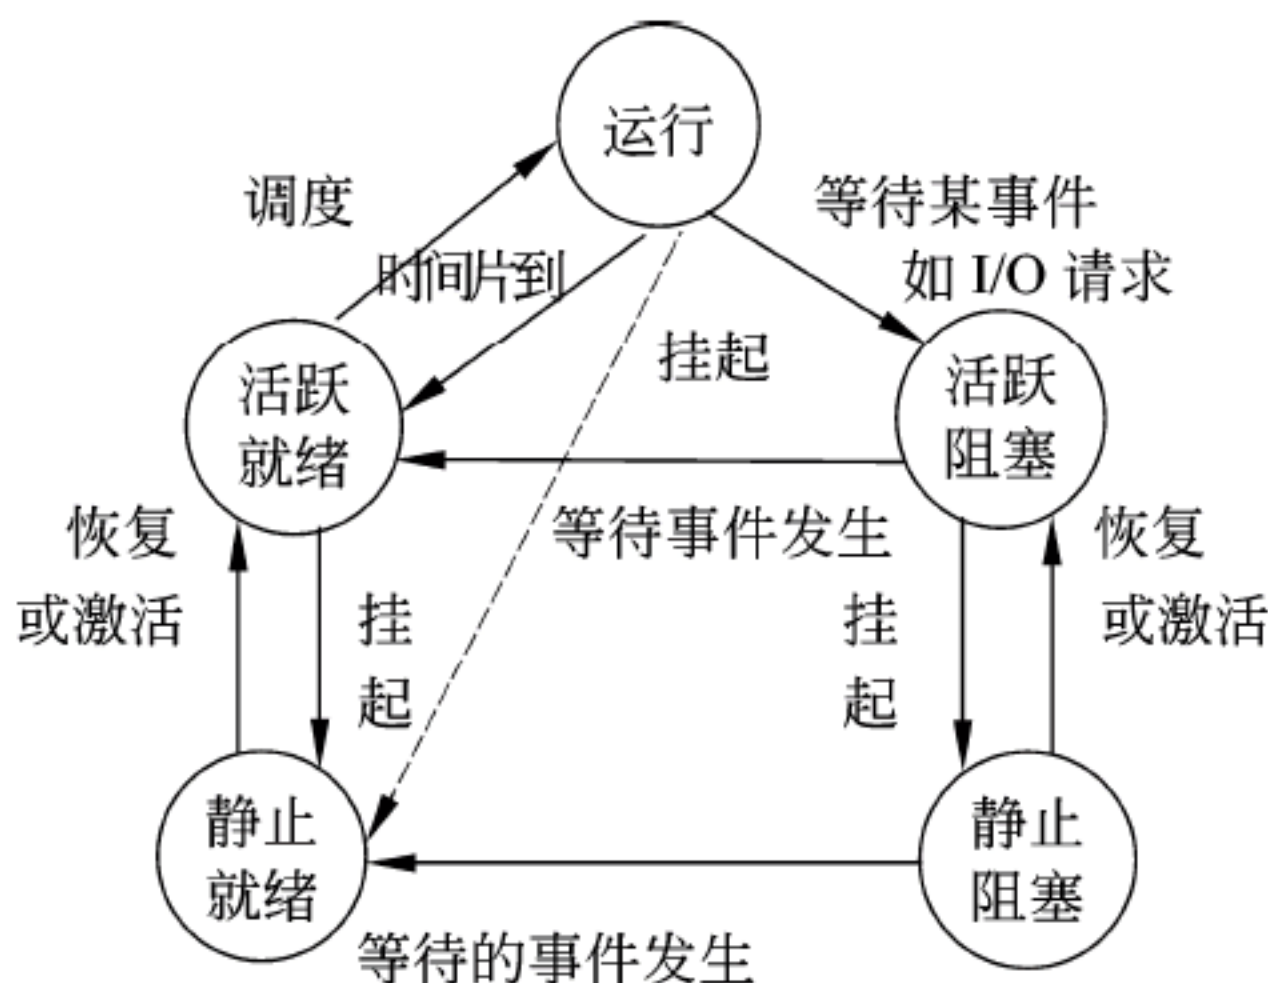 运行
调度
等待某事件
时间片到
如 I/O 请求
挂起
活跃
就绪
活跃
阻塞
恢复
或激活
等待事件发生
恢复
或激活
挂
起
挂
起
静止
就绪
静止
阻塞
等待的事件发生